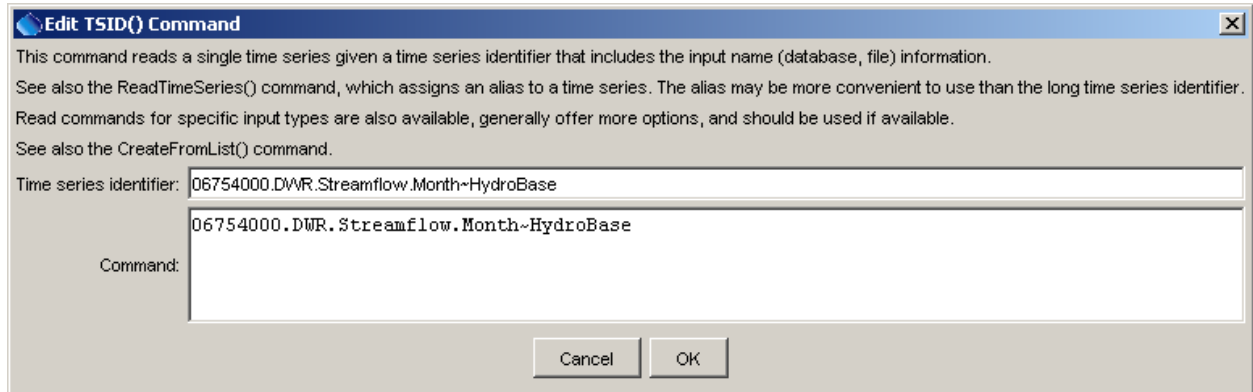 Edit TSID() Command
This command reads a single time series given a time series identifier that includes the input name (database, file) information.
See also the ReadTimeSeries() command, which assigns an alias to a time series. The alias may be more convenient to use than the long time series identifier.
Read commands for specific input types are also available, generally offer more options, and should be used if available.
See also the CreateFromList() command.
Time series identifier: 06754000.DWR.Streamflow.Month~HydroBase
06754000.DWR.Streamflow.Month~HydroBase
Command:
Cancel OK